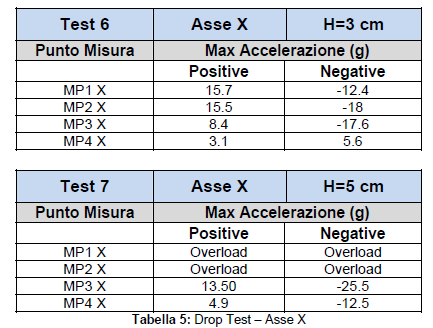 Test 6 Asse X H=3 cm
Punto Misura Max Accelerazione (g)
Positive Negative
MP1 X 15.7 -12.4
MP2 X 15.5 -18
MP3 X 8.4 -17.6
MP4 X 3.1 5.6
Test 7 Asse X H=5 cm
Punto Misura Max Accelerazione (g)
Positive Negative
MP1 X Overload Overload
MP2 X Overload Overload
MP3 X 13.50 -25.5
MP4 X 4.9 -12.5
Tabella 5: Drop Test – Asse X